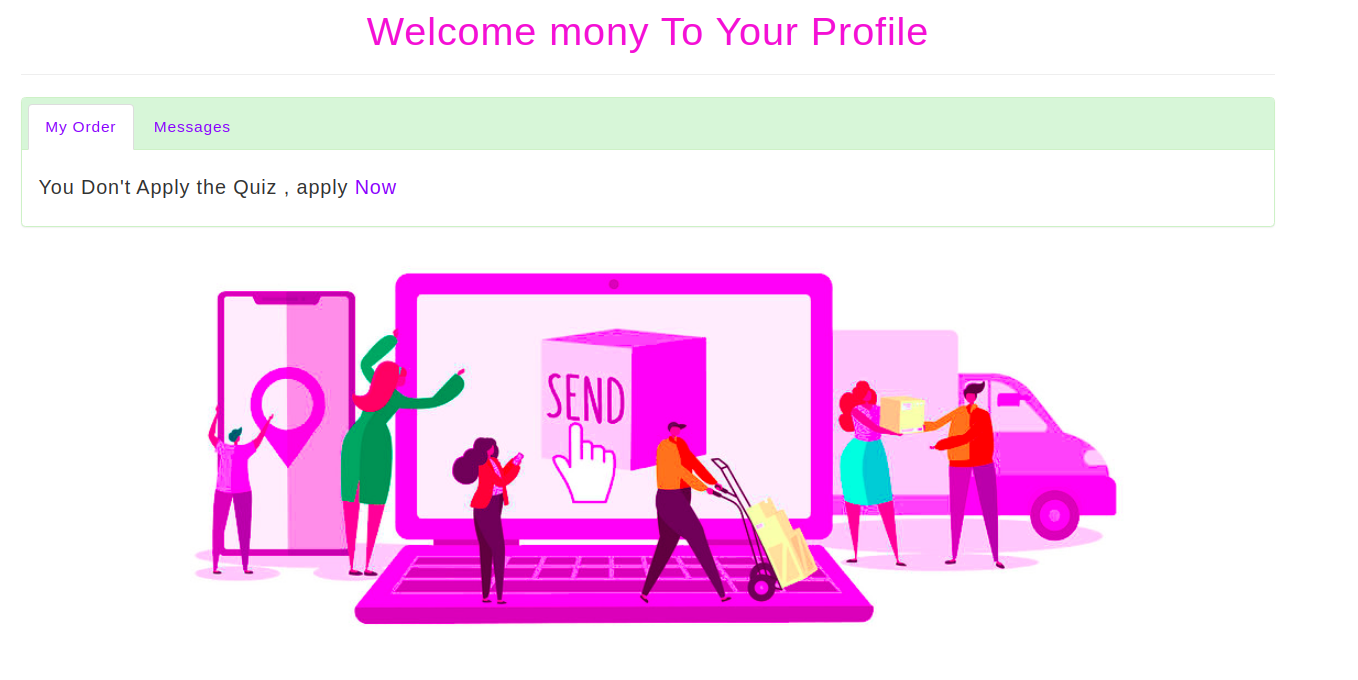 Welcome mony To Your Profile
My Order
Messages
You Don't Apply the Quiz , apply Now
SEND